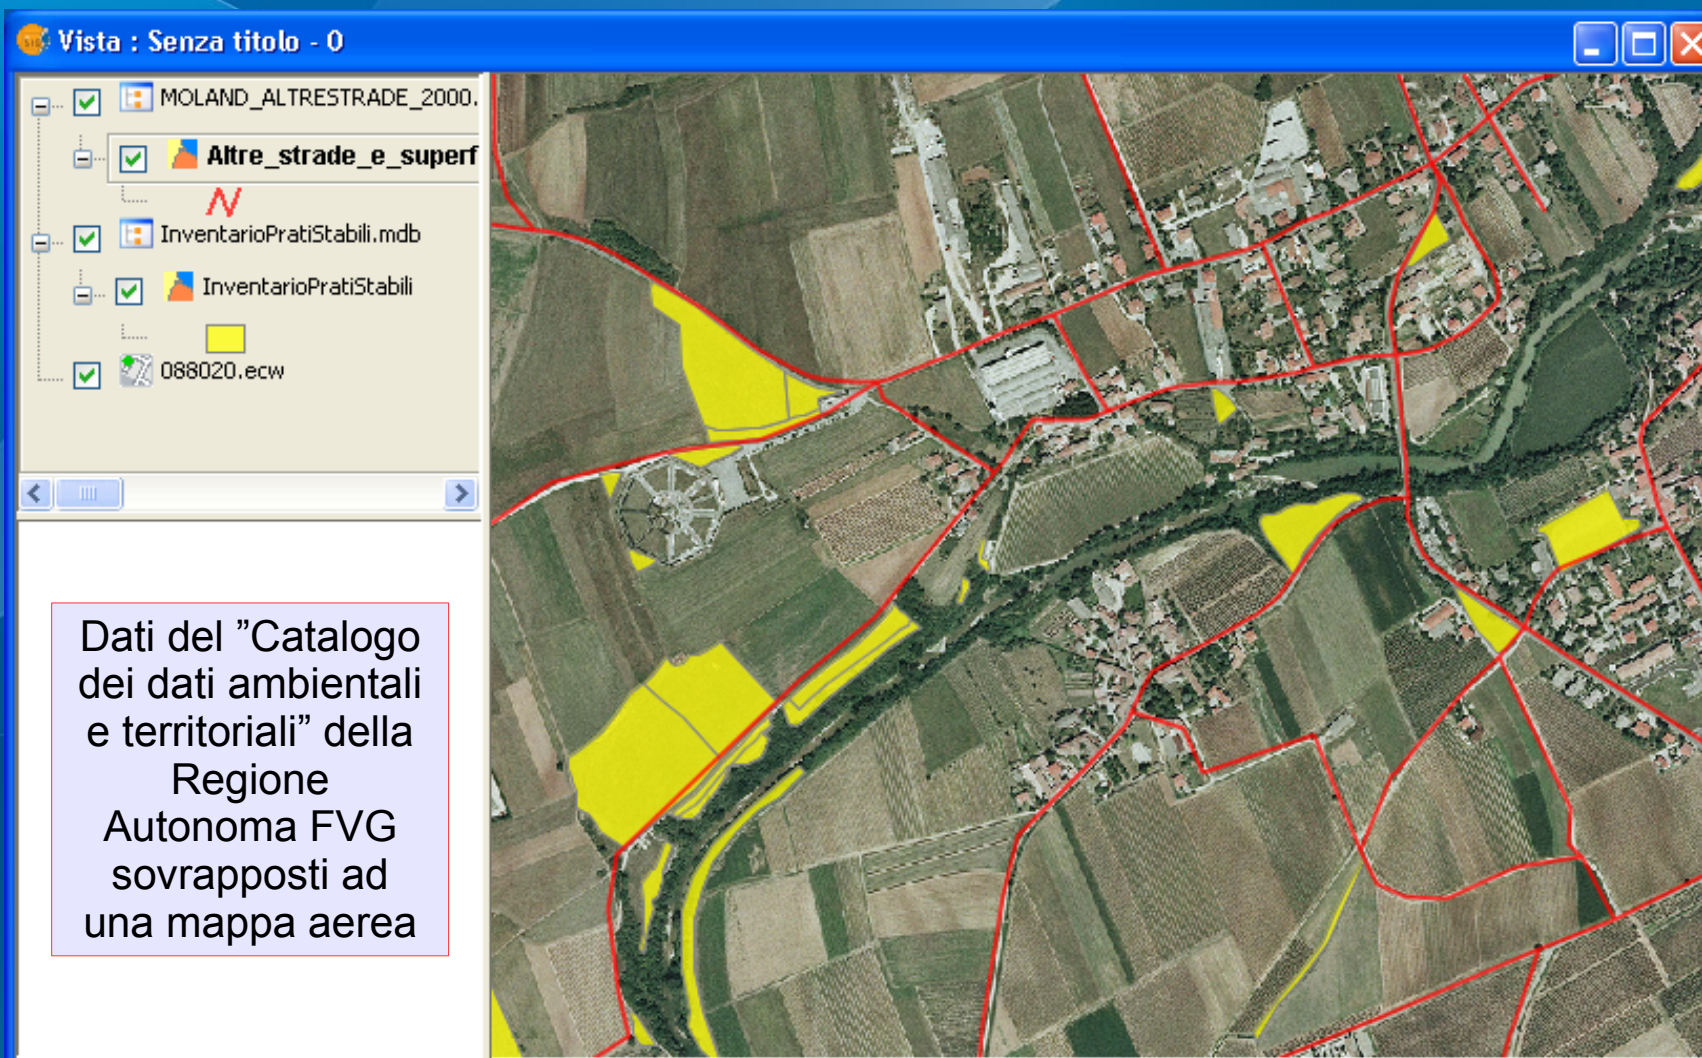 Vista : Senza titolo - 0
MOLAND_ALTRESTRADE_2000.
Altre_strade_e_superf
InventarioPratiStabili.mdb
InventarioPratiStabili
088020.ecw
Dati del ”Catalogo
dei dati ambientali
e territoriali” della
Regione
Autonoma FVG
sovrapposti ad
una mappa aerea